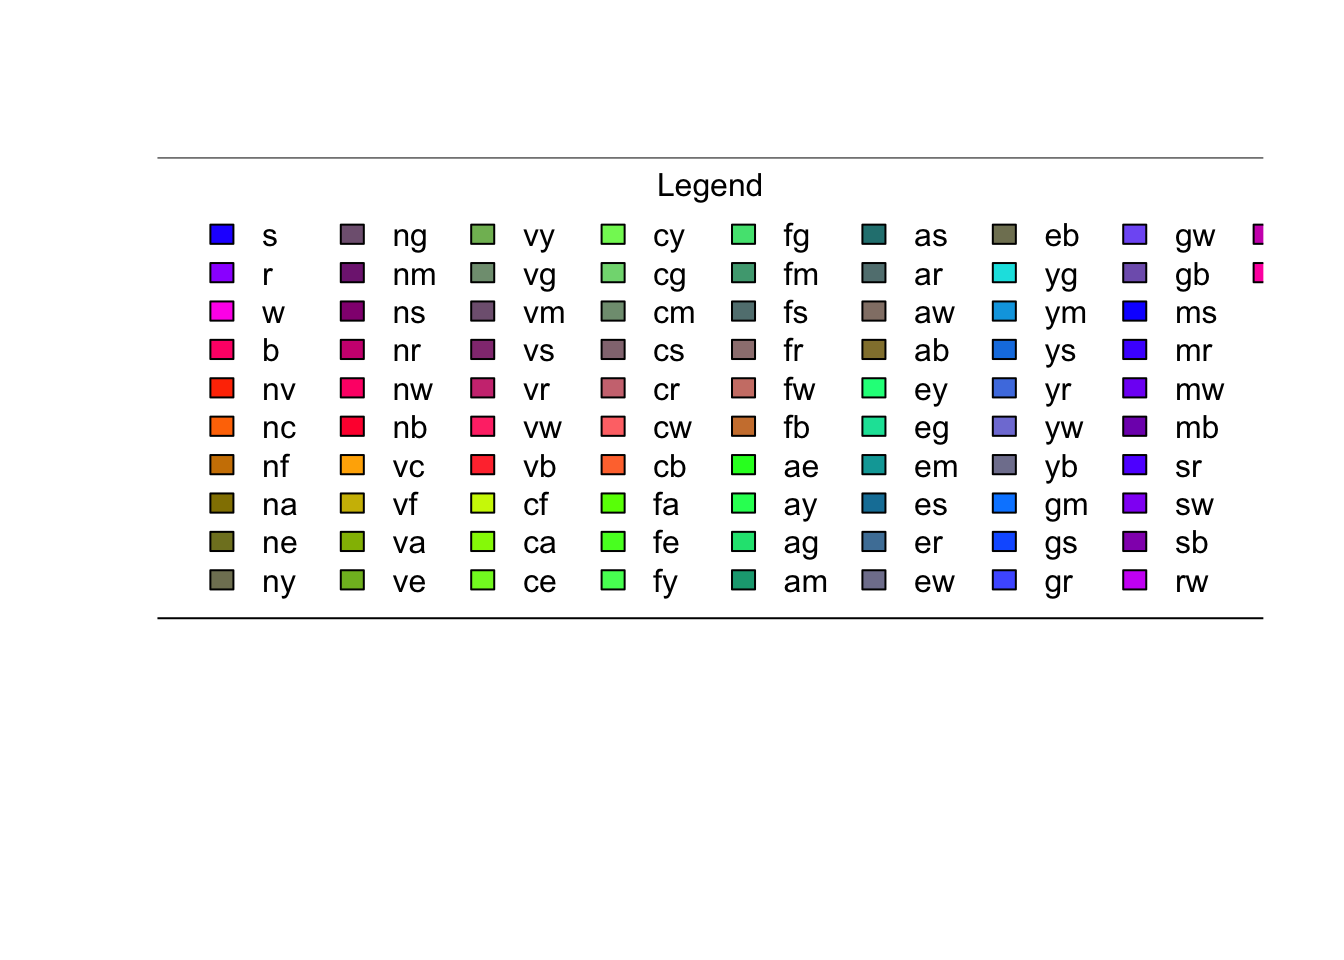 Legend
s ng vy cy fg as eb gw
r nm vg cg fm ar yg gb
w ns vm cm fs aw ym ms
b nr vs cs fr ab ys mr
nv nw vr cr fw ey yr mw
nc nb vw cw fb eg yw mb
nf vc vb cb ae em yb sr
na vf cf fa ay es gm sw
ne va ca fe ag er gs sb
ny ve ce fy am ew gr rw